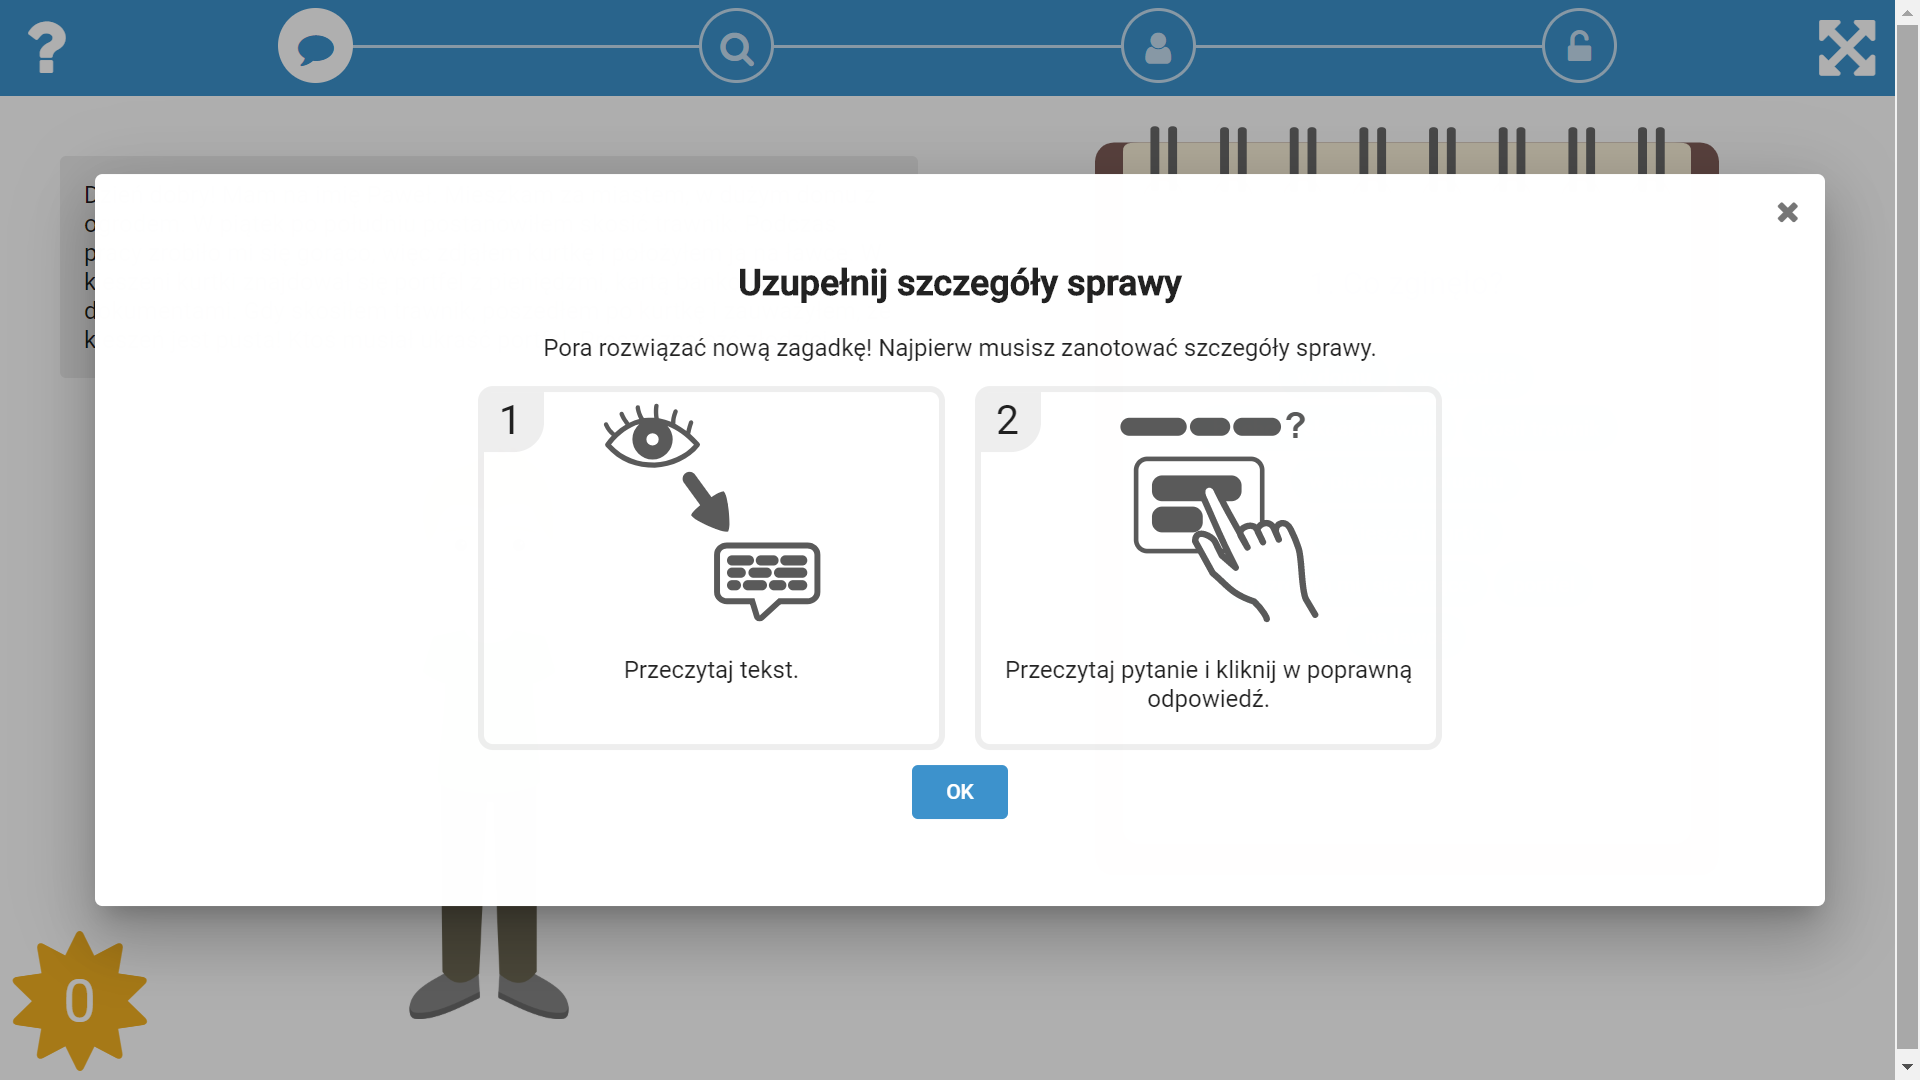 Uzupełnij szczegóły sprawy
Pora rozwiązać nową zagadkę! Najpierw musisz zanotować szczegóły sprawy.
1
2
?
Przeczytaj tekst.
Przeczytaj pytanie i kliknij w poprawną
odpowiedź.
OK
0